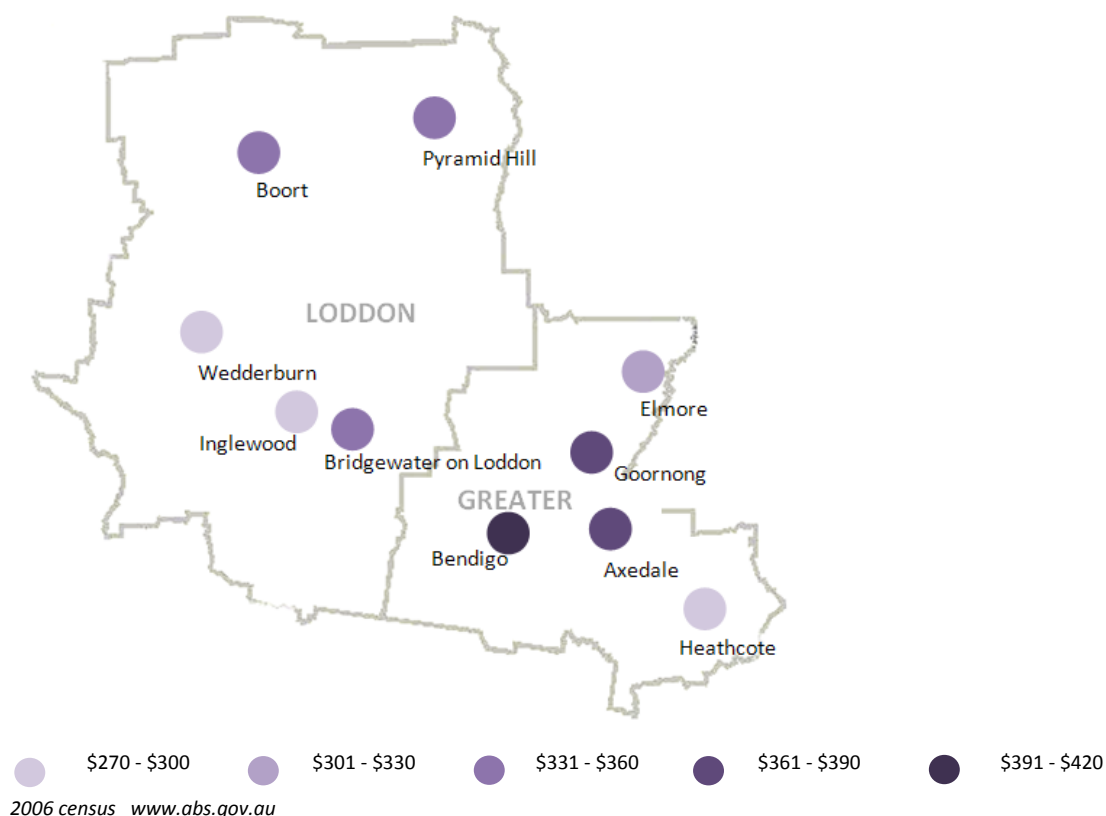 Pyramid Hill
Boort
LODDON
Wedderburn
Elmore
Inglewood
Bridgewater on Loddon
Goornong
GREATER
Bendigo
Axedale
Heathcote
$270 - $300 $301 - $330 $331 - $360 $361 - $390 $391 - $420
2006 census www.abs.gov.au